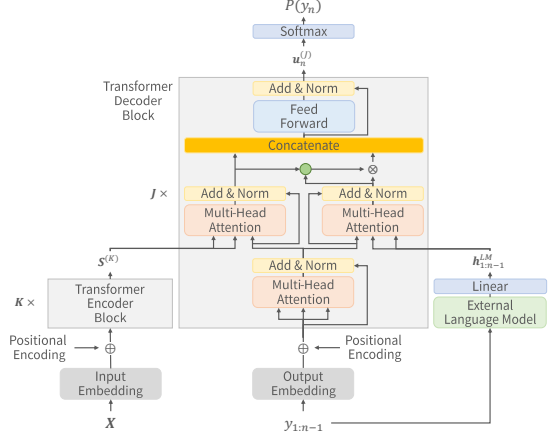 P(y_n)
Softmax
u_n^{(J)}
Transformer
Decoder
Block
Add & Norm
Feed
Forward
Concatenate
⊗
J ×
Add & Norm
Multi-Head
Attention
Add & Norm
Multi-Head
Attention
S^{(K)}
h_{1:n−1}^{LM}
K ×
Transformer
Encoder
Block
Add & Norm
Multi-Head
Attention
Linear
External
Language Model
Positional
Encoding
⊕
⊕
Positional
Encoding
Input
Embedding
Output
Embedding
X
y_{1:n−1}